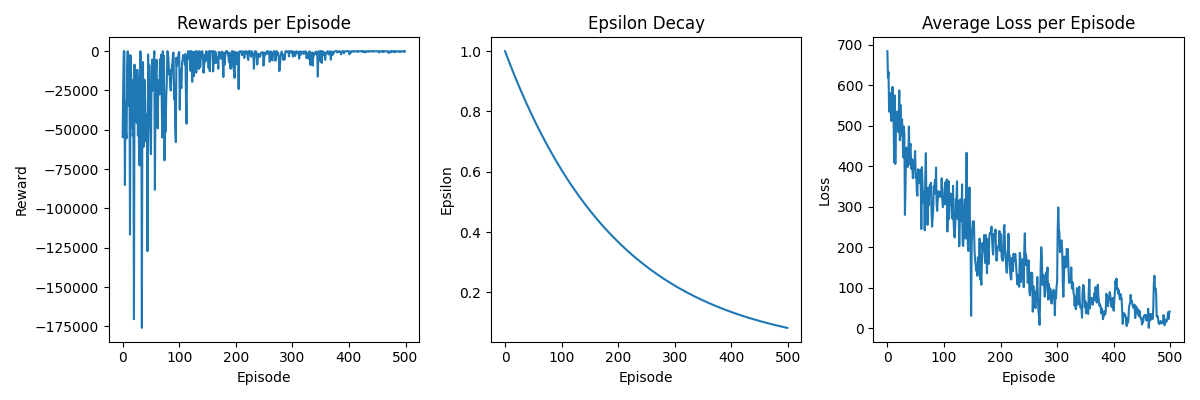 Rewards per Episode
Reward
0
−25000
−50000
−75000
−100000
−125000
−150000
−175000
0 100 200 300 400 500
Episode
Epsilon Decay
Epsilon
1.0
0.8
0.6
0.4
0.2
0 100 200 300 400 500
Episode
Average Loss per Episode
Loss
700
600
500
400
300
200
100
0
0 100 200 300 400 500
Episode